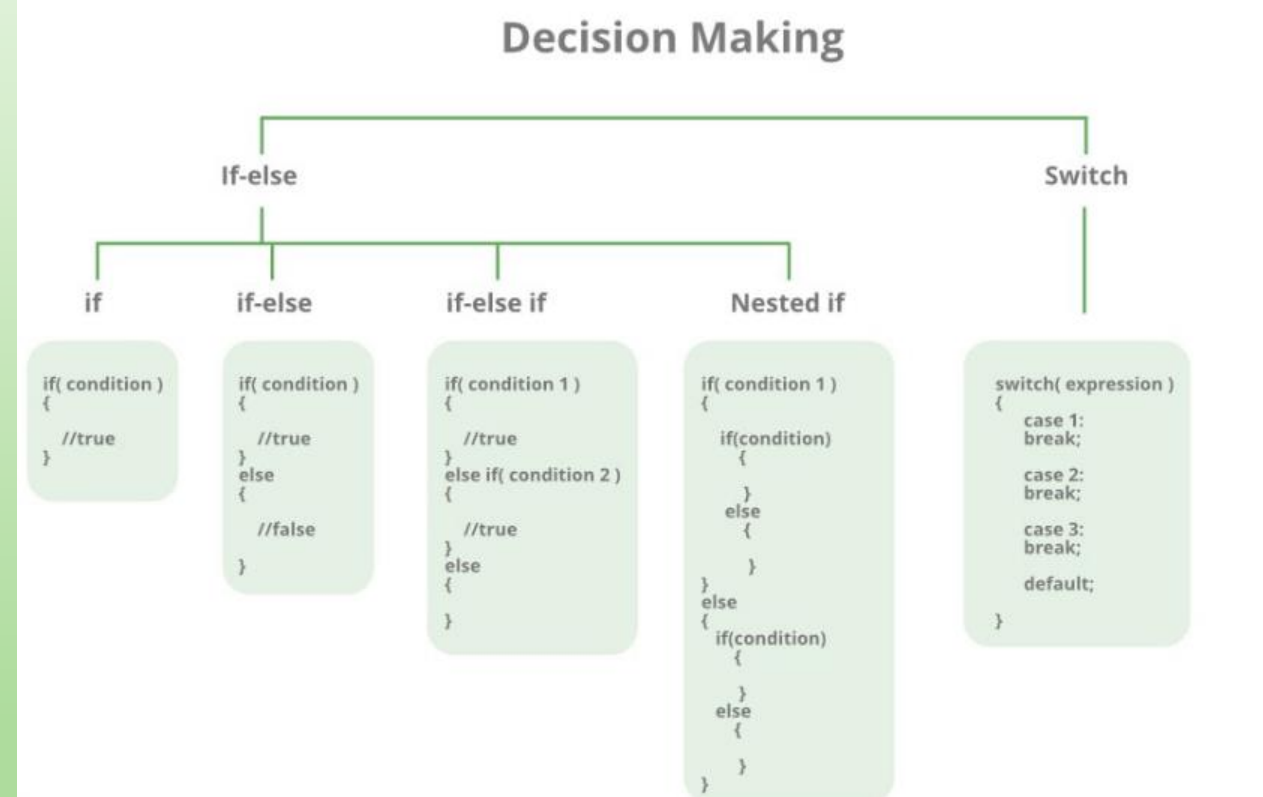 Decision Making
If-else
Switch
if
if-else
if-else if
Nested if
if( condition )
{
//true
}
if( condition )
{
//true
}
else
{
//false
}
if( condition 1 )
{
//true
}
else if( condition 2 )
{
//true
}
else
{
}
if( condition 1 )
{
if(condition)
{
}
else
{
}
}
else
{
if(condition)
{
}
else
{
}
}
switch( expression )
{
case 1:
break;
case 2:
break;
case 3:
break;
default;
}